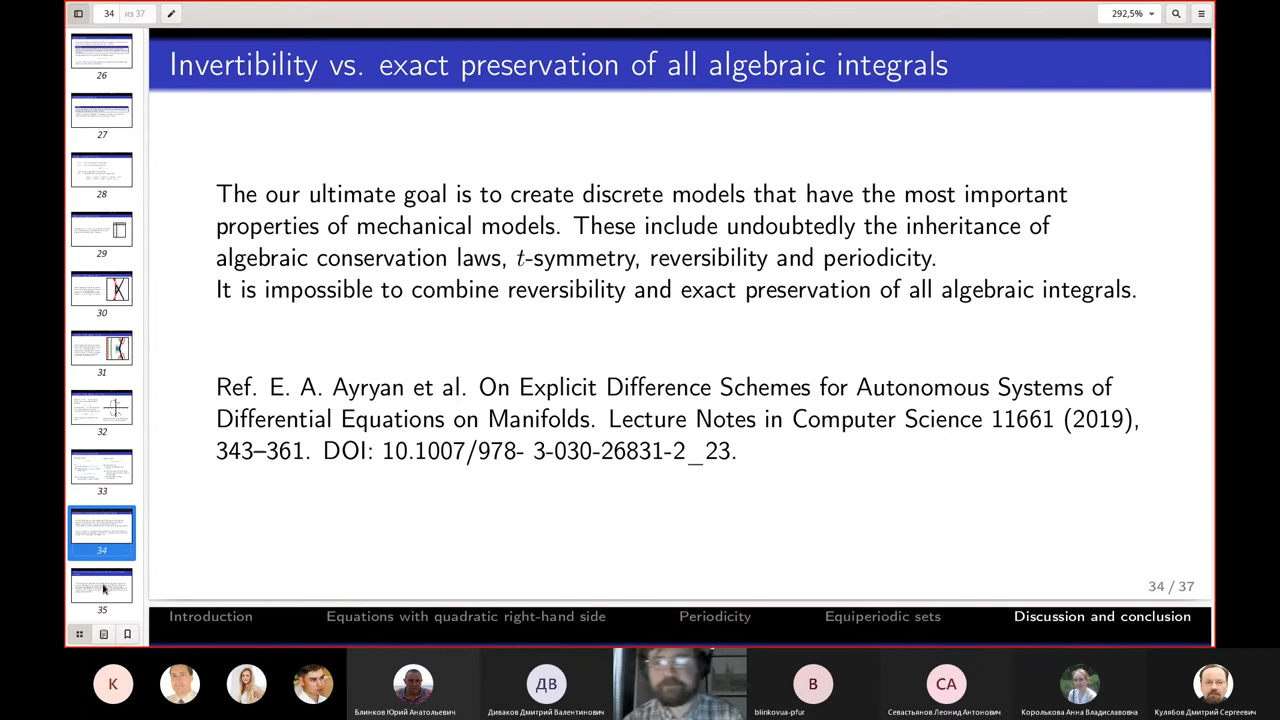 34 из 37
292,5%
Invertibility vs. exact preservation of all algebraic integrals
The our ultimate goal is to create discrete models that have the most important
properties of mechanical models. These include undoubtedly the inheritance of
algebraic conservation laws, t-symmetry, reversibility and periodicity.
It is impossible to combine reversibility and exact preservation of all algebraic integrals.
Ref. E. A. Ayryan et al. On Explicit Difference Schemes for Autonomous Systems of
Differential Equations on Manifolds. Lecture Notes in Computer Science 11661 (2019),
343–361. DOI: 10.1007/978- 3-030-26831-2_23.
34 / 37
Introduction Equations with quadratic right-hand side Periodicity Equiperiodic sets Discussion and conclusion
26
27
28
29
30
31
32
33
34
35
К
ДВ
В
СА
Блинков Юрий Анатольевич
Диваков Дмитрий Валентинович
blinkovua-pfur
Севастьянов Леонид Антонович
Королькова Анна Владиславовна
Кулябов Дмитрий Сергеевич